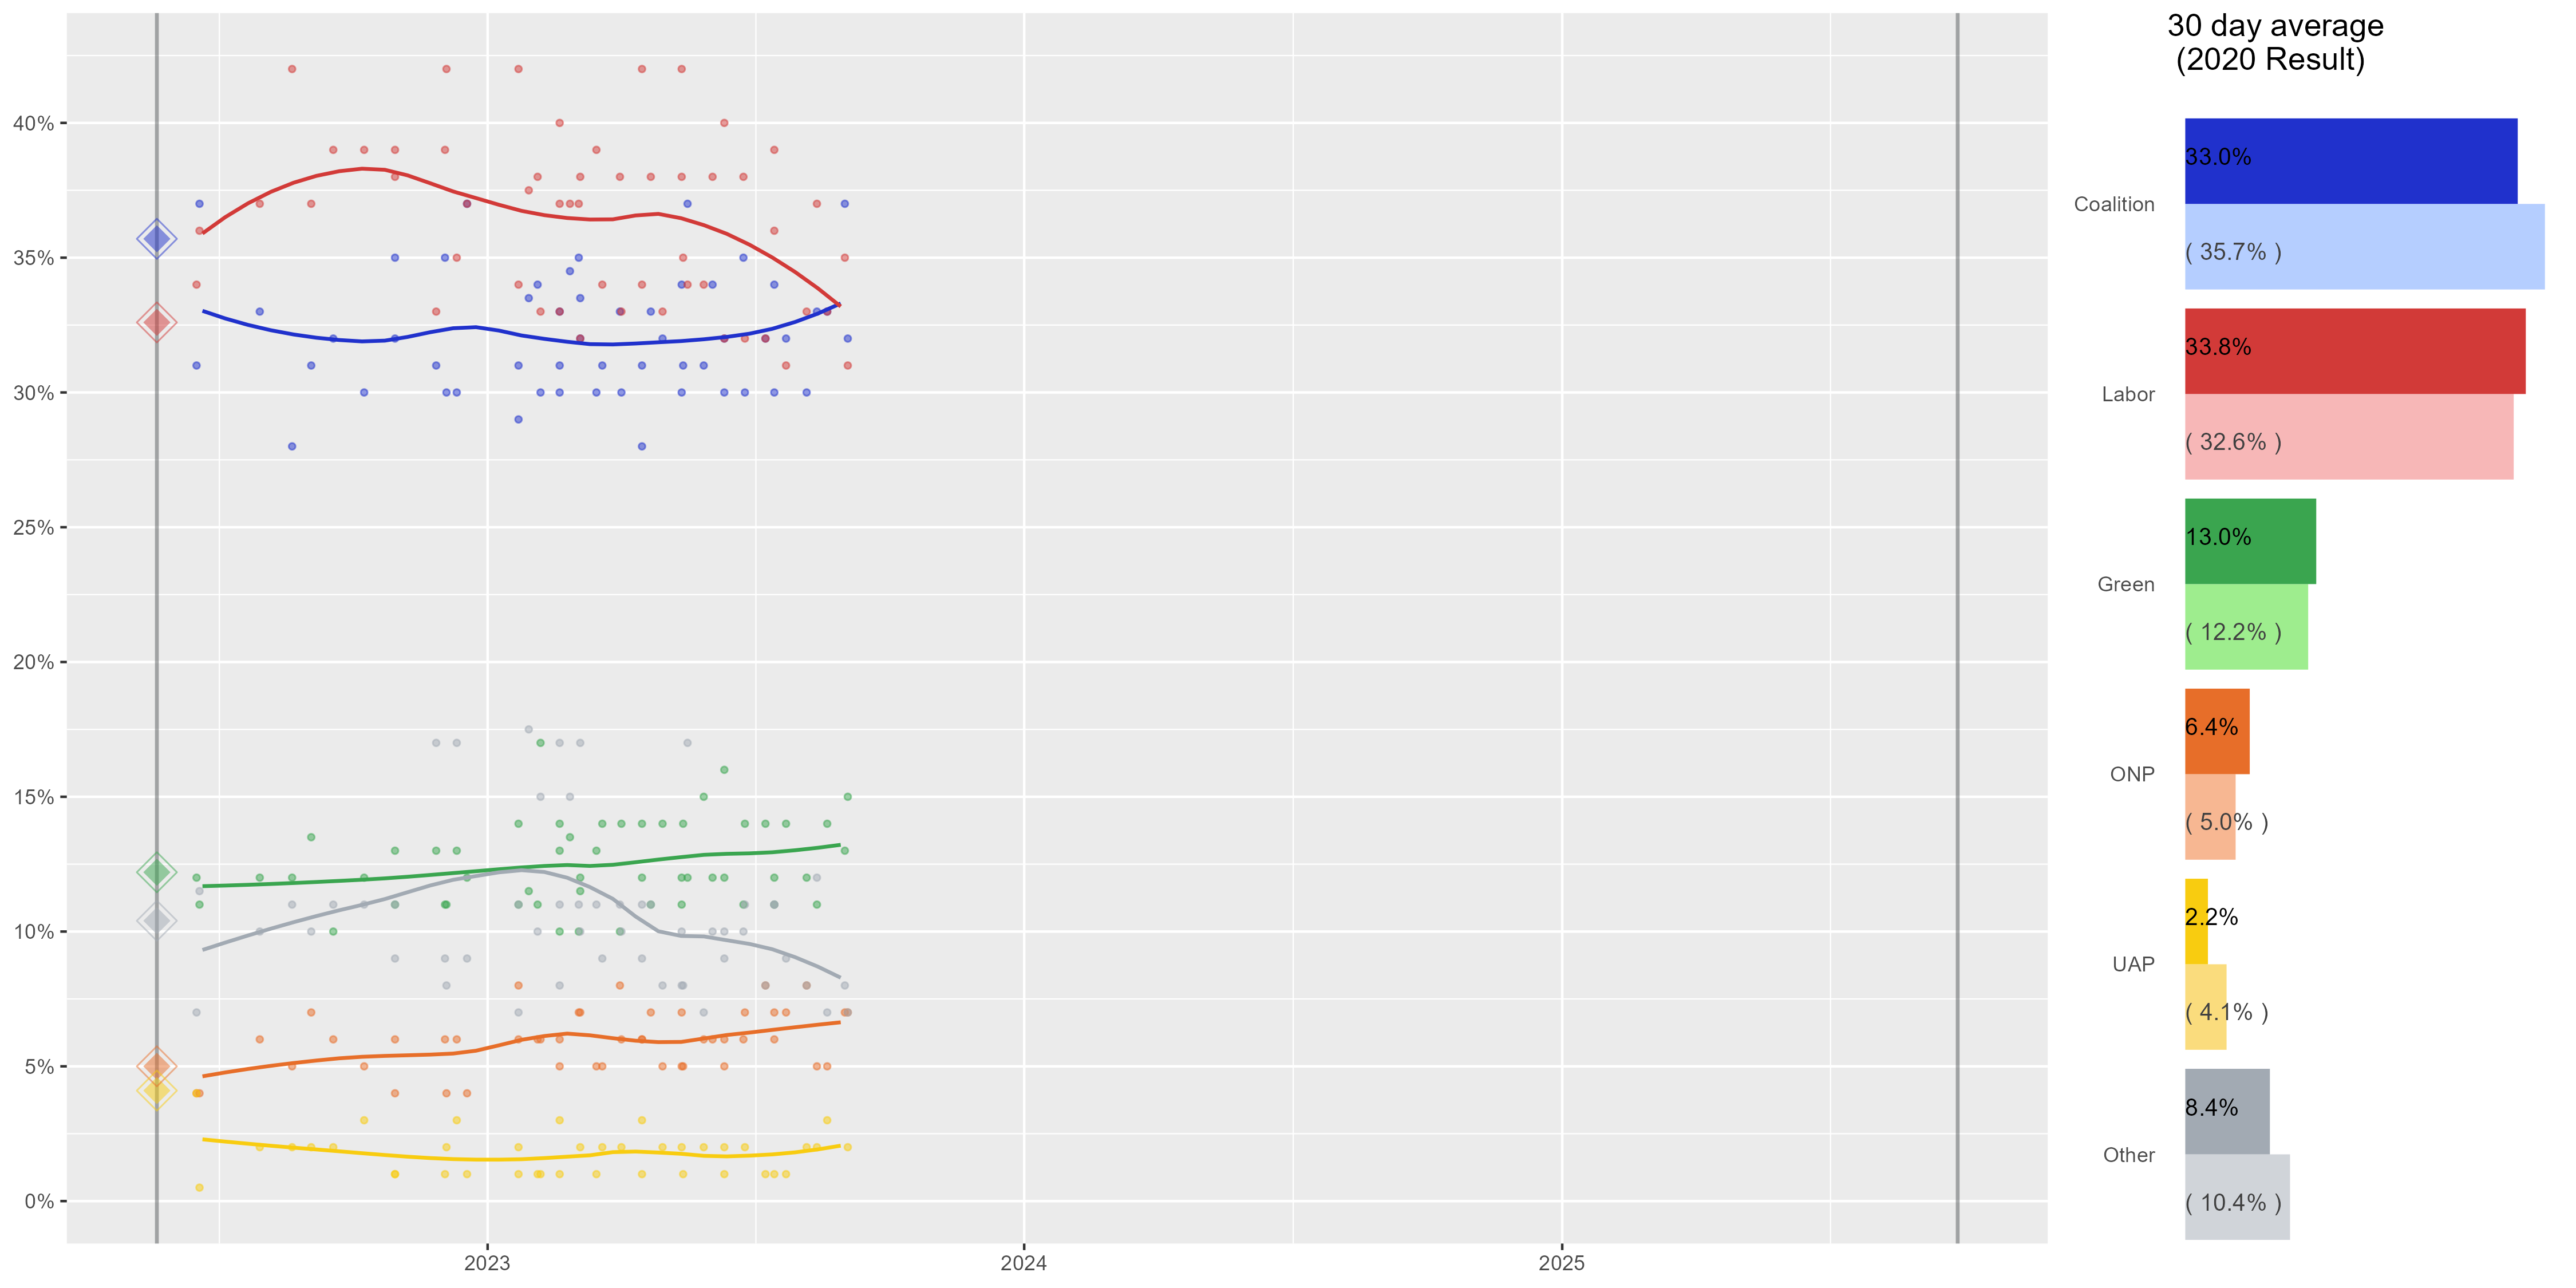 30 day average
(2020 Result)
40%
35%
30%
25%
20%
15%
10%
5%
0%
2023
2024
2025
Coalition
33.0%
( 35.7% )
Labor
33.8%
( 32.6% )
Green
13.0%
( 12.2% )
ONP
6.4%
( 5.0% )
UAP
2.2%
( 4.1% )
Other
8.4%
( 10.4% )